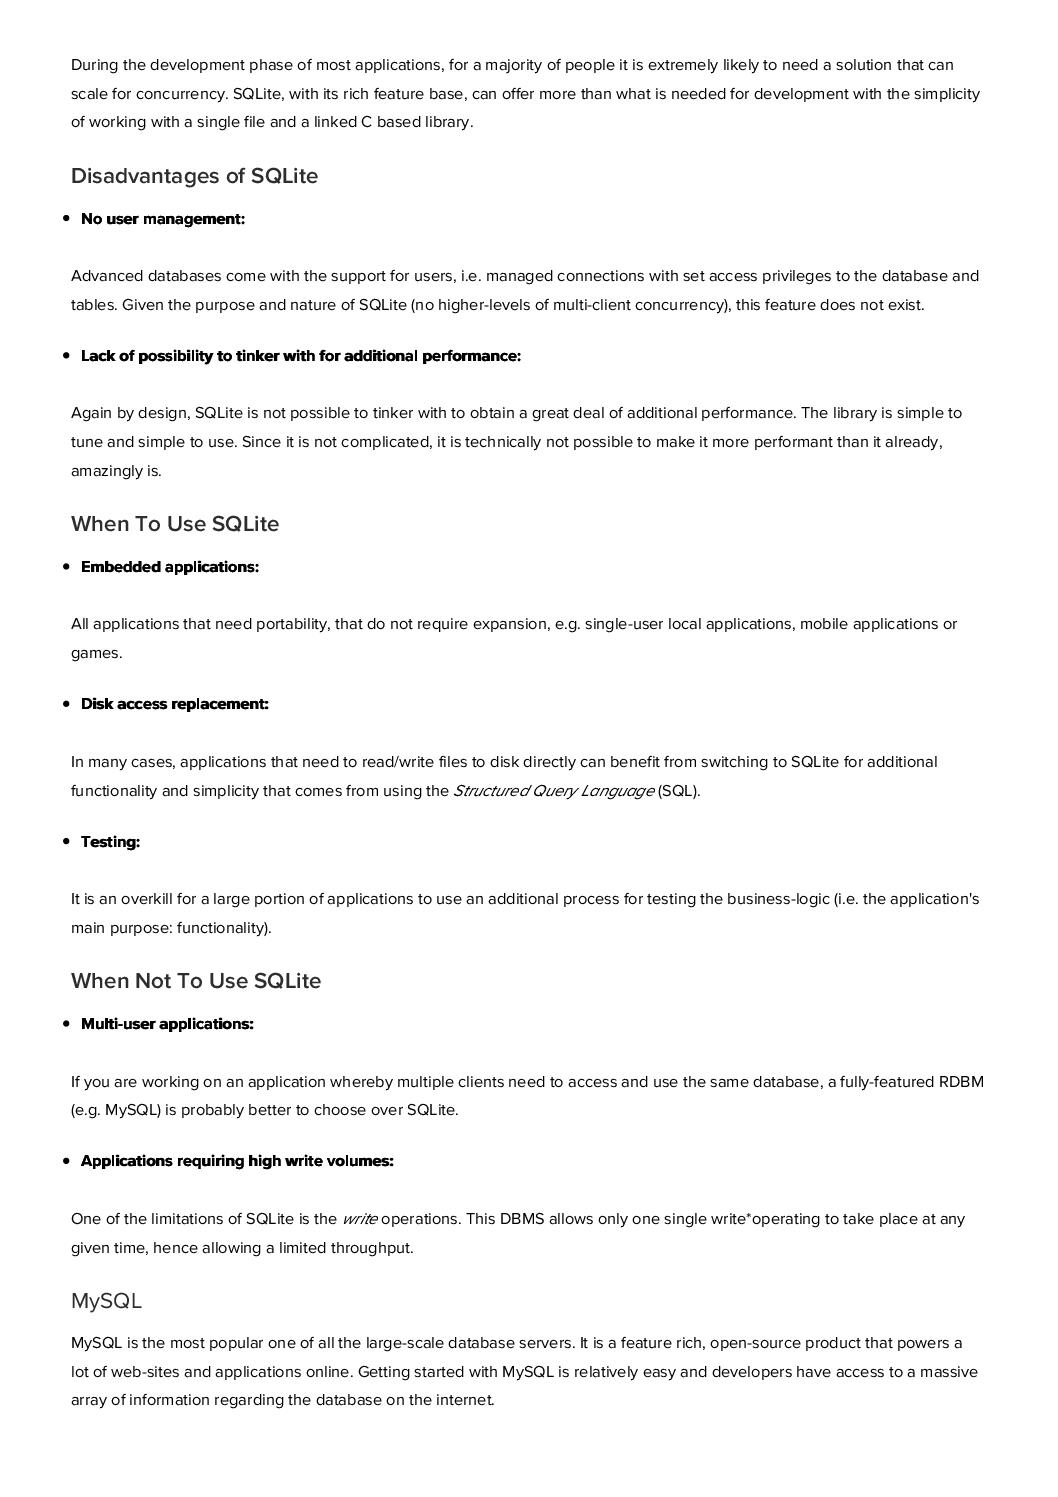 During the development phase of most applications, for a majority of people it is extremely likely to need a solution that can
scale for concurrency. SQLite, with its rich feature base, can offer more than what is needed for development with the simplicity
of working with a single file and a linked C based library.
Disadvantages of SQLite
• No user management:
Advanced databases come with the support for users, i.e. managed connections with set access privileges to the database and
tables. Given the purpose and nature of SQLite (no higher-levels of multi-client concurrency), this feature does not exist.
• Lack of possibility to tinker with for additional performance:
Again by design, SQLite is not possible to tinker with to obtain a great deal of additional performance. The library is simple to
tune and simple to use. Since it is not complicated, it is technically not possible to make it more performant than it already,
amazingly is.
When To Use SQLite
• Embedded applications:
All applications that need portability, that do not require expansion, e.g. single-user local applications, mobile applications or
games.
• Disk access replacement:
In many cases, applications that need to read/write files to disk directly can benefit from switching to SQLite for additional
functionality and simplicity that comes from using the Structured Query Language (SQL).
• Testing:
It is an overkill for a large portion of applications to use an additional process for testing the business-logic (i.e. the application's
main purpose: functionality).
When Not To Use SQLite
• Multi-user applications:
If you are working on an application whereby multiple clients need to access and use the same database, a fully-featured RDBM
(e.g. MySQL) is probably better to choose over SQLite.
• Applications requiring high write volumes:
One of the limitations of SQLite is the write operations. This DBMS allows only one single write*operating to take place at any
given time, hence allowing a limited throughput.
MySQL
MySQL is the most popular one of all the large-scale database servers. It is a feature rich, open-source product that powers a
lot of web-sites and applications online. Getting started with MySQL is relatively easy and developers have access to a massive
array of information regarding the database on the internet.